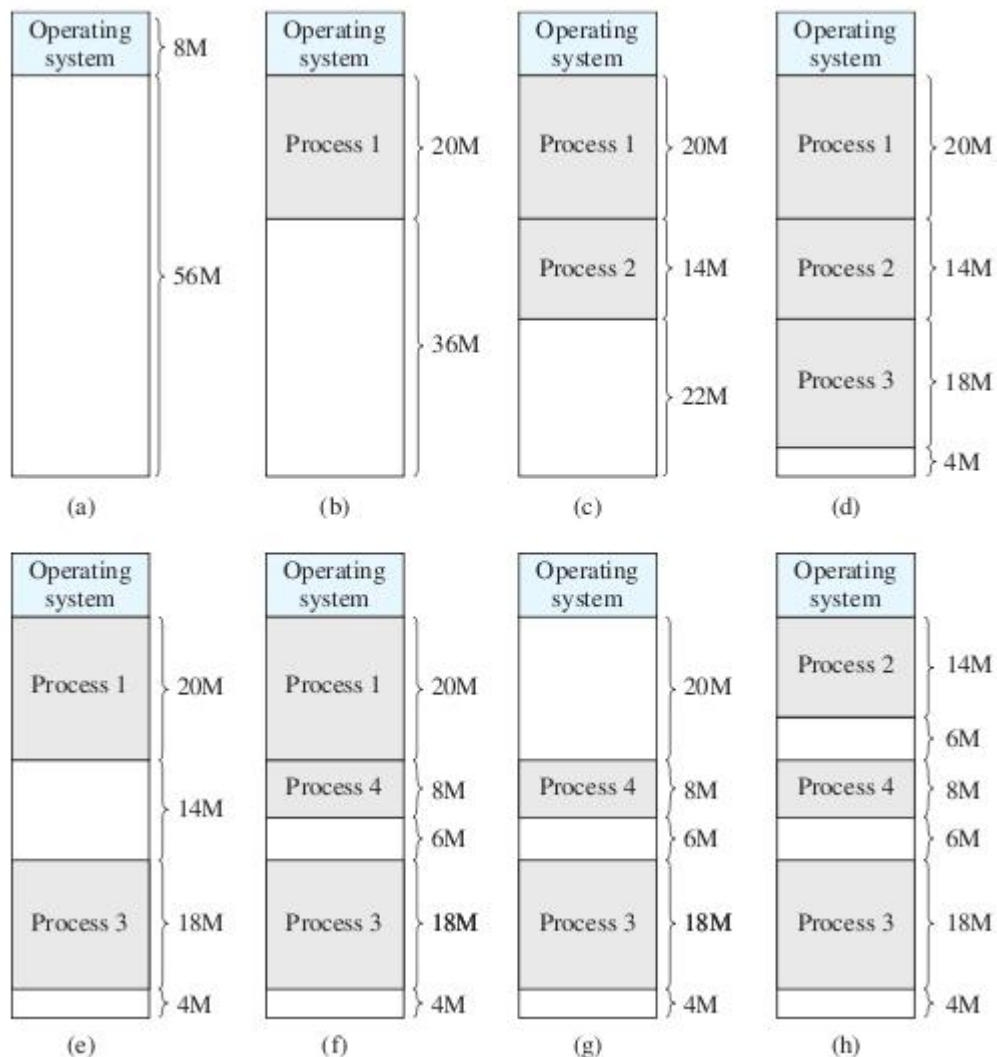 Operating
system
8M
56M
(a)
Operating
system
Process 1
20M
36M
(b)
Operating
system
Process 1
20M
Process 2
14M
22M
(c)
Operating
system
Process 1
20M
Process 2
14M
Process 3
18M
4M
(d)
Operating
system
Process 1
20M
14M
Process 3
18M
4M
(e)
Operating
system
Process 1
20M
Process 4
8M
6M
Process 3
18M
4M
(f)
Operating
system
20M
Process 4
8M
6M
Process 3
18M
4M
(g)
Operating
system
Process 2
14M
6M
Process 4
8M
6M
Process 3
18M
4M
(h)